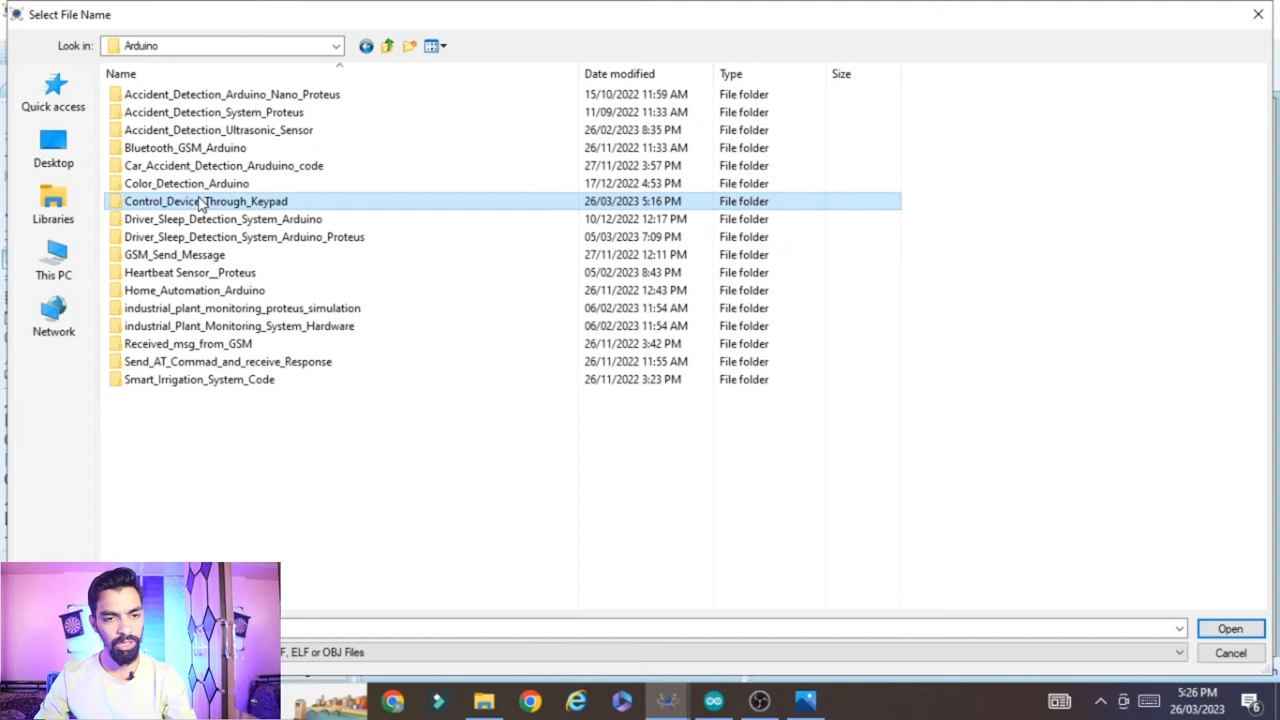 Select File Name
Look in: Arduino
Name Date modified Type Size
Accident_Detection_Arduino_Nano_Proteus 15/10/2022 11:59 AM File folder
Accident_Detection_System_Proteus 11/09/2022 11:33 AM File folder
Accident_Detection_Ultrasonic_Sensor 26/02/2023 8:35 PM File folder
Bluetooth_GSM_Arduino 26/11/2022 11:33 AM File folder
Car_Accident_Detection_Aruduino_code 27/11/2022 3:57 PM File folder
Color_Detection_Arduino 17/12/2022 4:53 PM File folder
Control_Device_Through_Keypad 26/03/2023 5:16 PM File folder
Driver_Sleep_Detection_System_Arduino 10/12/2022 12:17 PM File folder
Driver_Sleep_Detection_System_Arduino_Proteus 05/03/2023 7:09 PM File folder
GSM_Send_Message 27/11/2022 12:11 PM File folder
Heartbeat Sensor__Proteus 05/02/2023 8:43 PM File folder
Home_Automation_Arduino 26/11/2022 12:43 PM File folder
industrial_plant_monitoring_proteus_simulation 06/02/2023 11:54 AM File folder
industrial_Plant_Monitoring_System_Hardware 06/02/2023 11:54 AM File folder
Received_msg_from_GSM 26/11/2022 3:42 PM File folder
Send_AT_Commad_and_receive_Response 26/11/2022 11:55 AM File folder
Smart_Irrigation_System_Code 26/11/2022 3:23 PM File folder
Quick access
Desktop
Libraries
This PC
Network
Open
F, ELF or OBJ Files Cancel
5:26 PM
26/03/2023
6